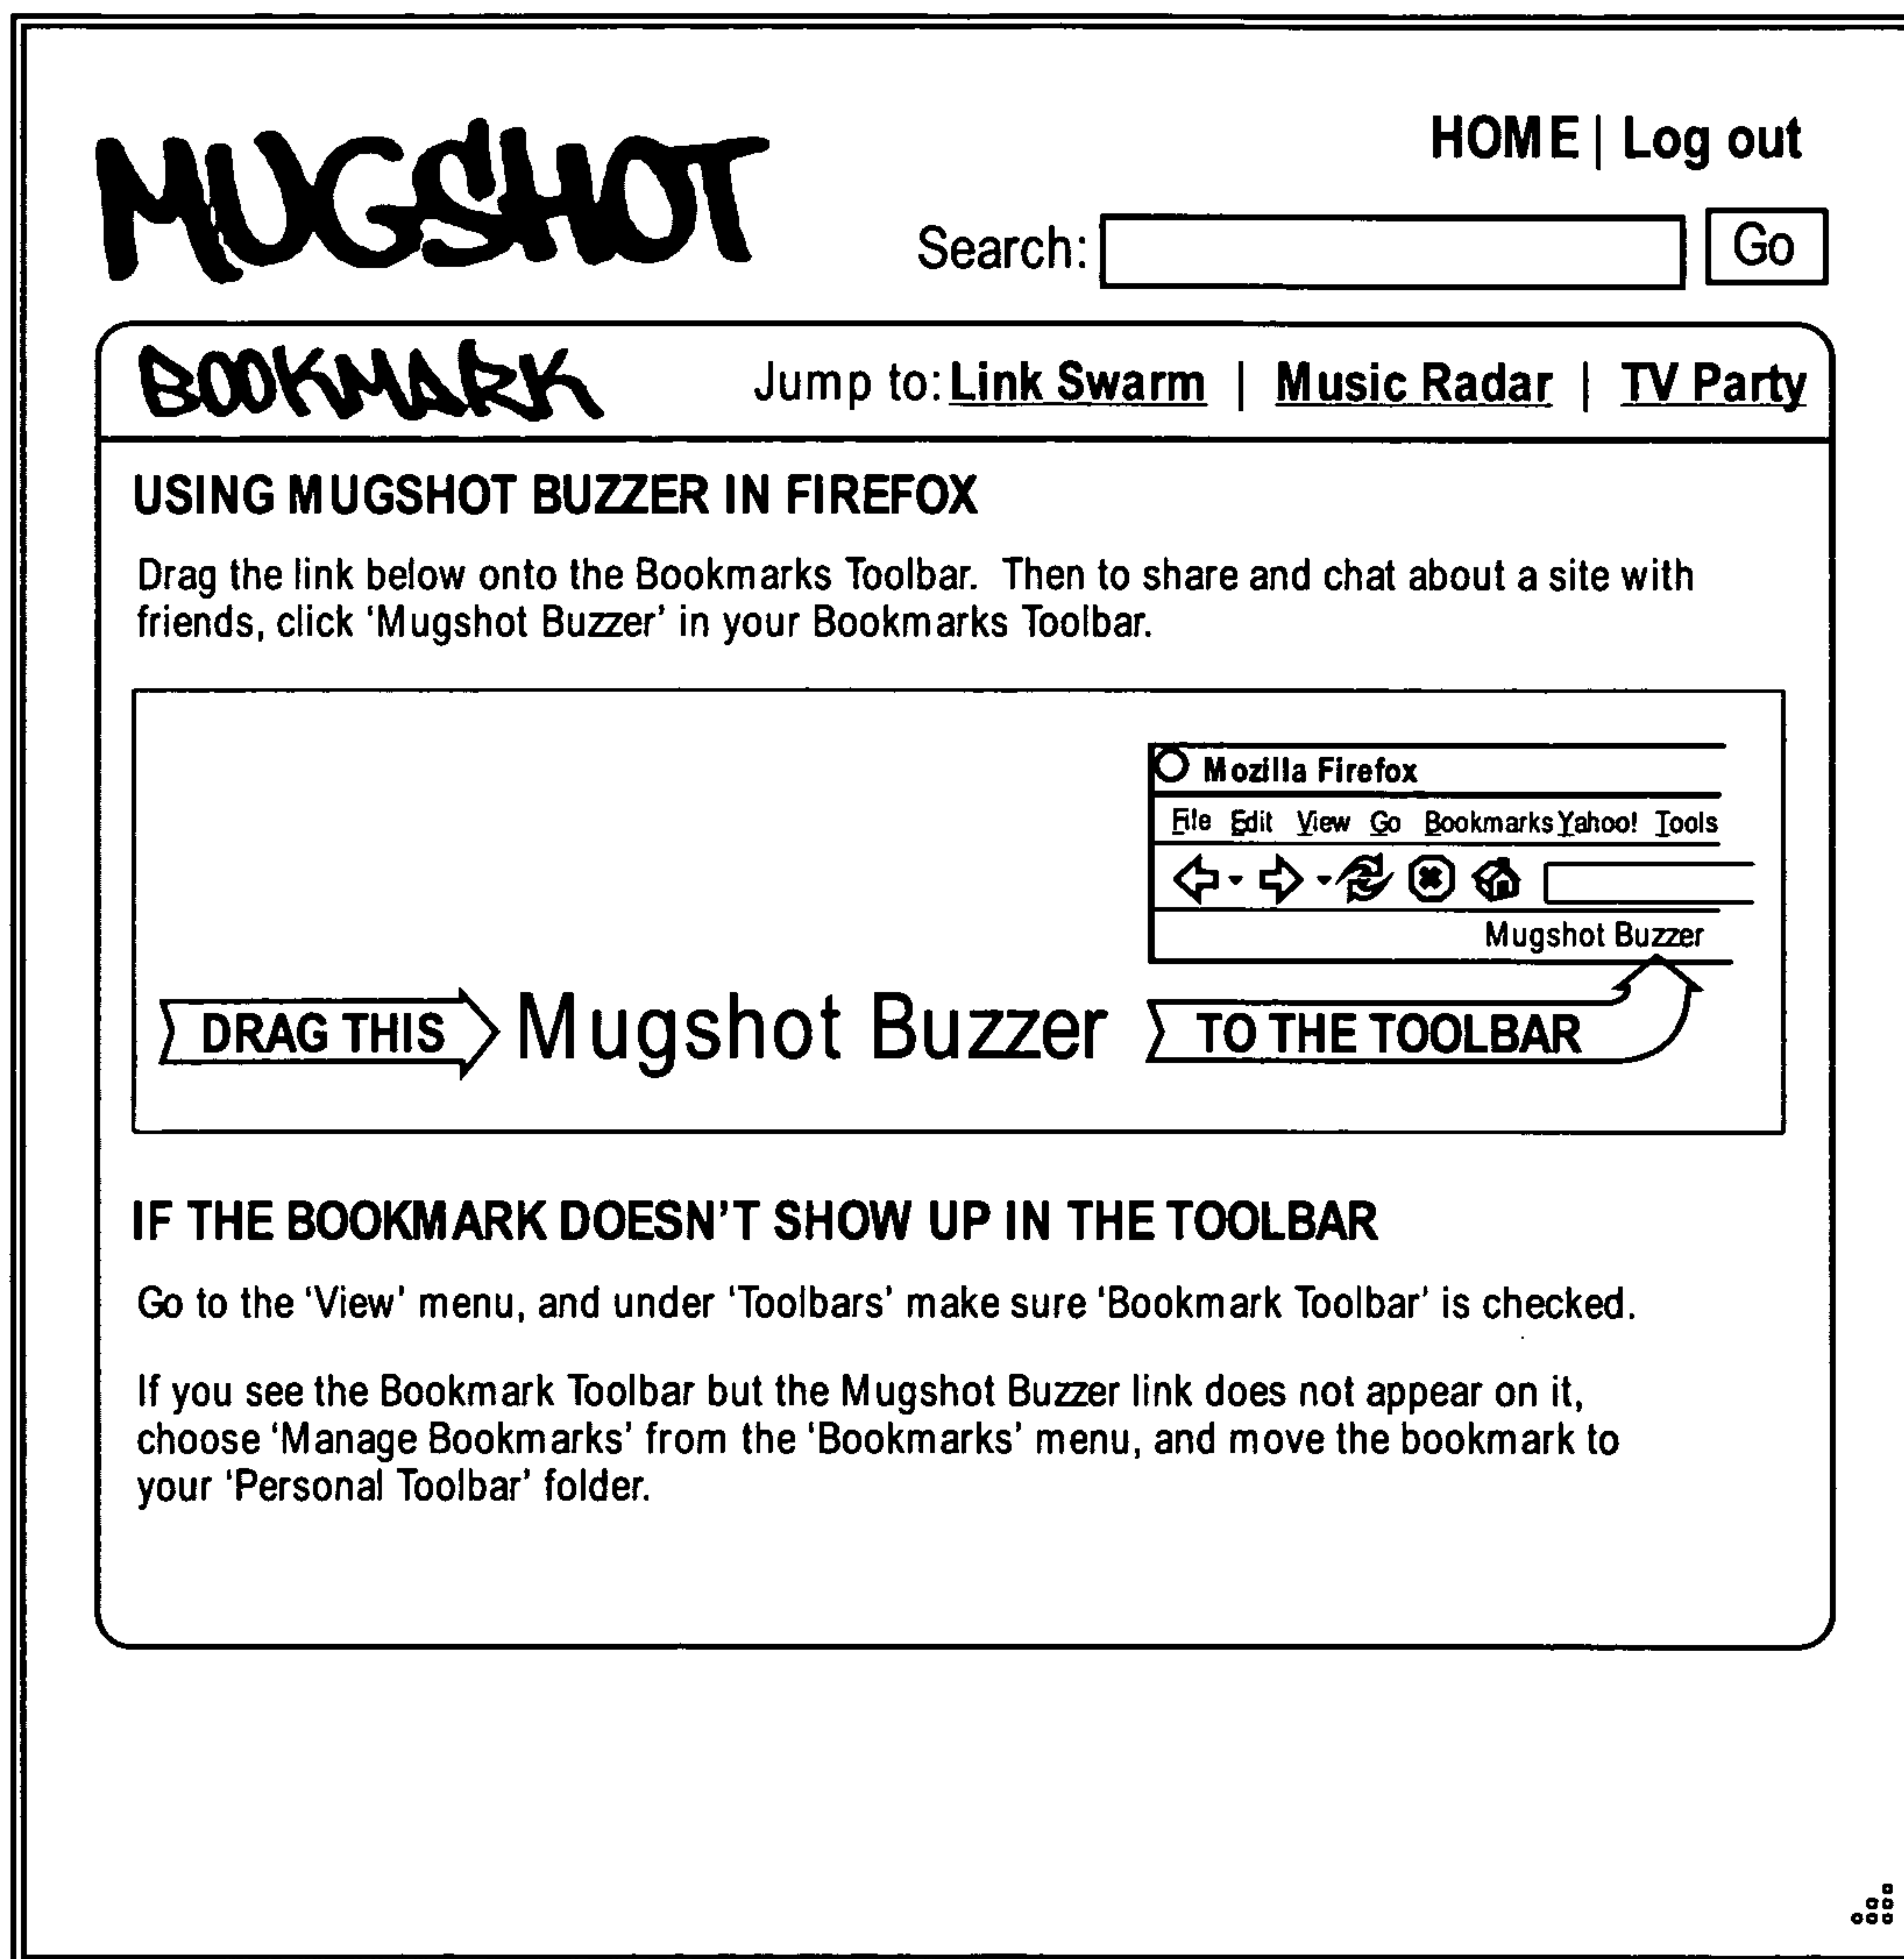 MUGSHOT
HOME | Log out
Search: Go
BOOKMARK
Jump to: Link Swarm | Music Radar | TV Party
USING MUGSHOT BUZZER IN FIREFOX
Drag the link below onto the Bookmarks Toolbar. Then to share and chat about a site with
friends, click ‘Mugshot Buzzer’ in your Bookmarks Toolbar.
Mozilla Firefox
File Edit View Go Bookmarks Yahoo! Tools
Mugshot Buzzer
DRAG THIS Mugshot Buzzer TO THE TOOLBAR
IF THE BOOKMARK DOESN’T SHOW UP IN THE TOOLBAR
Go to the ‘View’ menu, and under ‘Toolbars’ make sure ‘Bookmark Toolbar’ is checked.
If you see the Bookmark Toolbar but the Mugshot Buzzer link does not appear on it,
choose ‘Manage Bookmarks’ from the ‘Bookmarks’ menu, and move the bookmark to
your ‘Personal Toolbar’ folder.